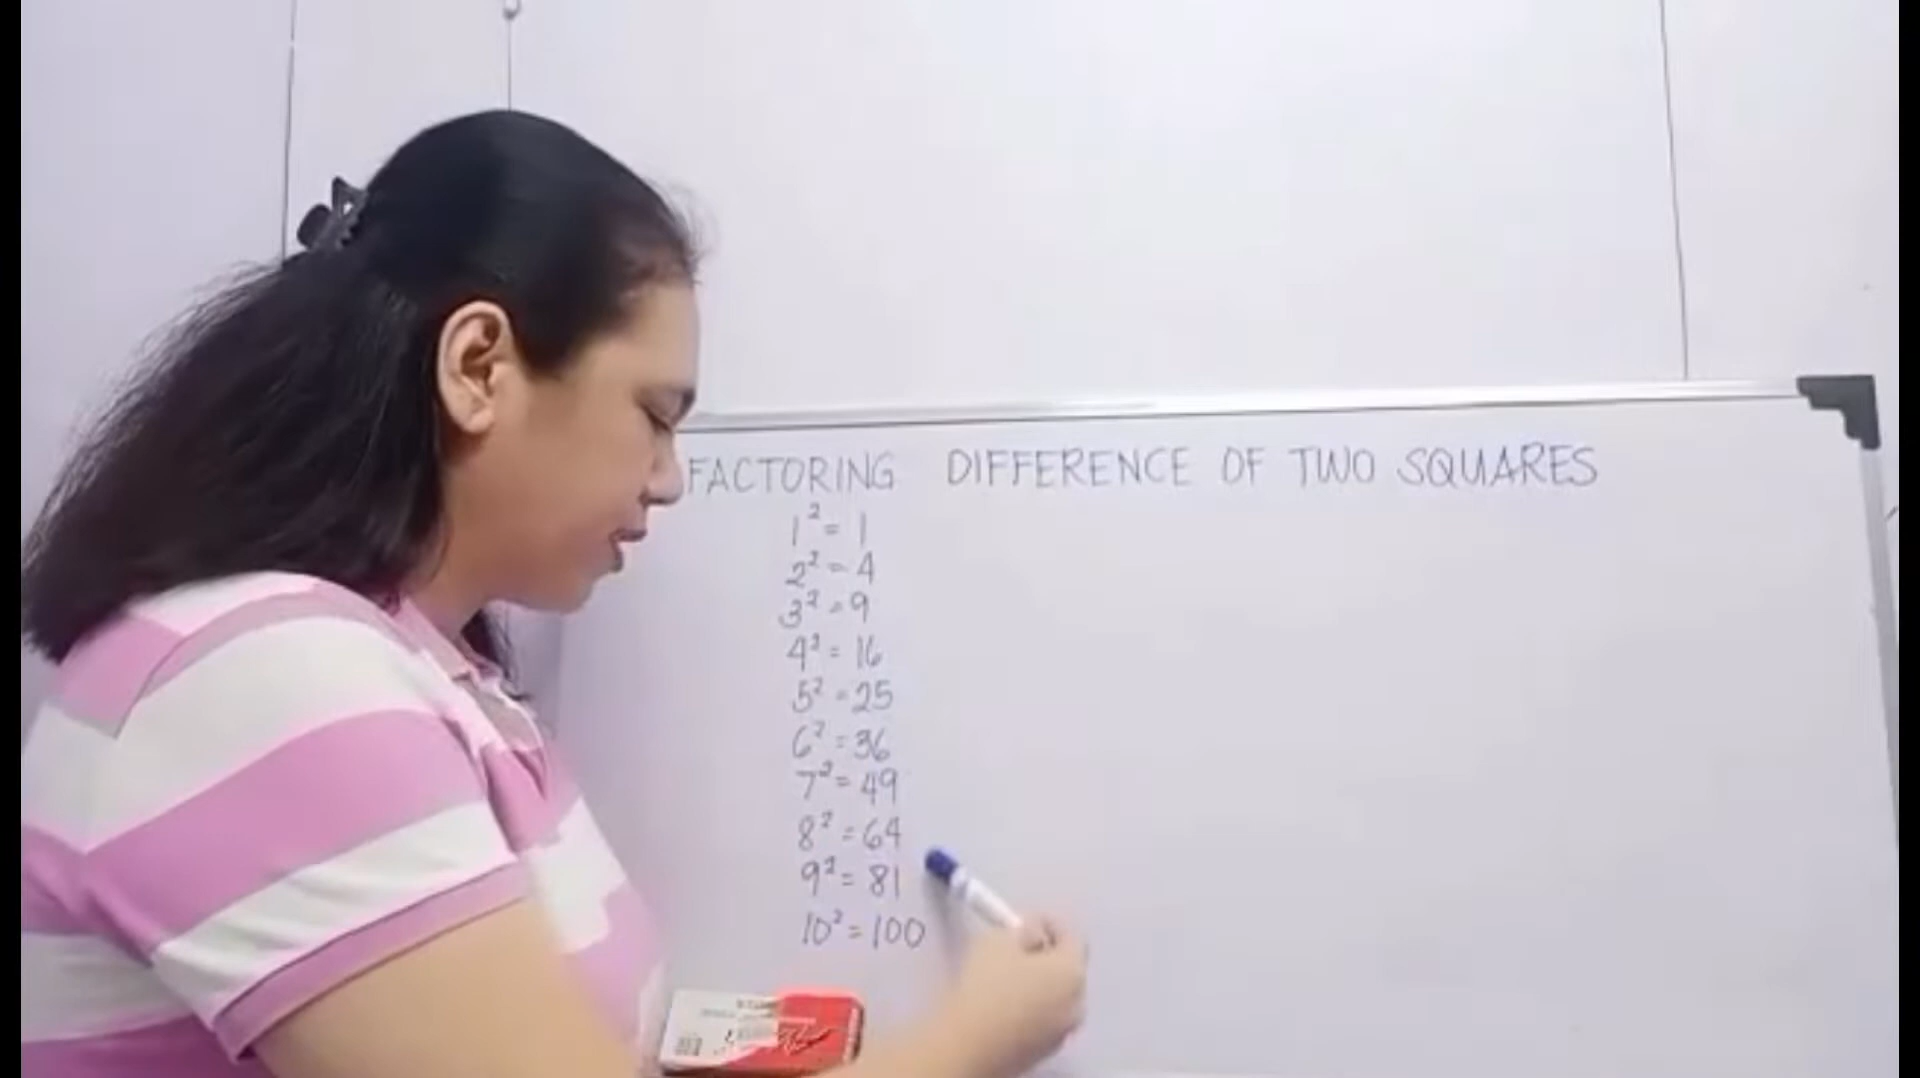 FACTORING DIFFERENCE OF TWO SQUARES
1² = 1
2² = 4
3² = 9
4² = 16
5² = 25
6² = 36
7² = 49
8² = 64
9² = 81
10² = 100